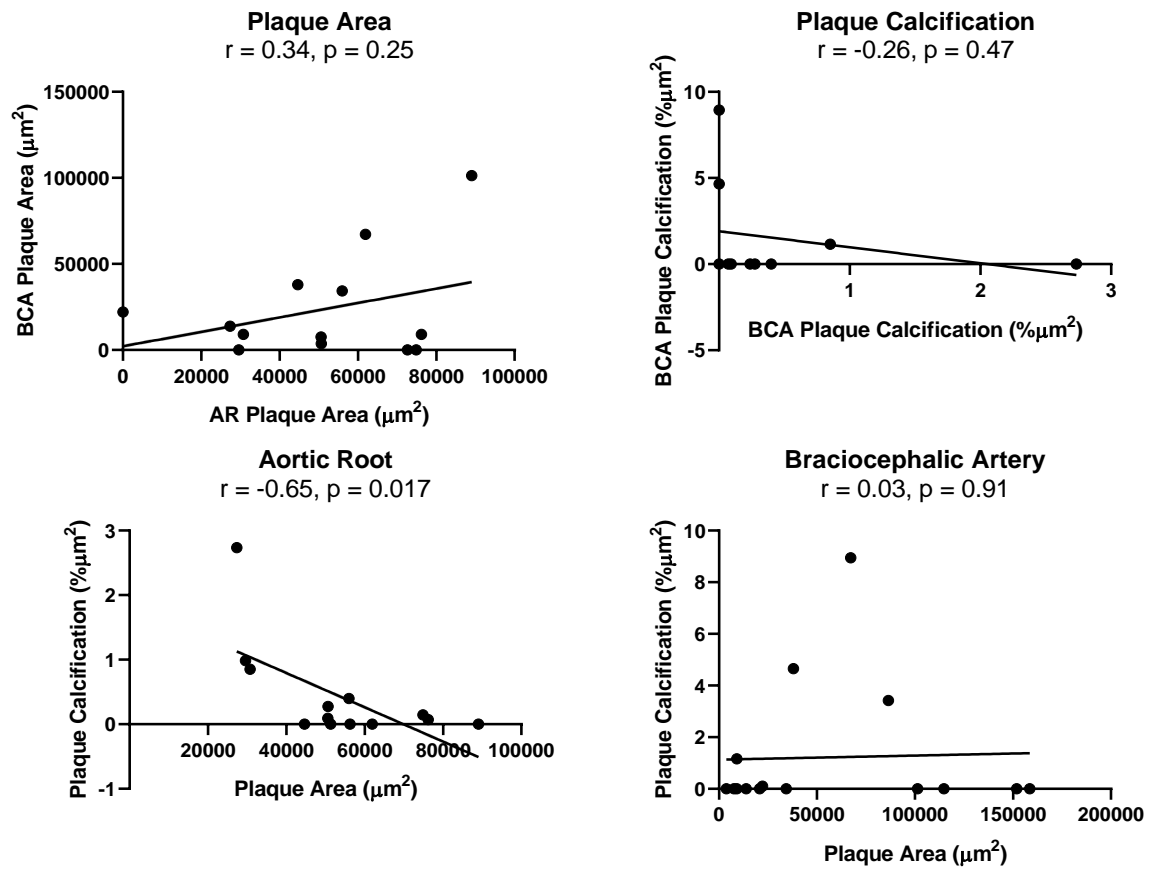 Plaque Area
r = 0.34, p = 0.25
150000
100000
50000
0
BCA Plaque Area (μm²)
0 20000 40000 60000 80000 100000
AR Plaque Area (μm²)
Plaque Calcification
r = -0.26, p = 0.47
10
5
0
-5
BCA Plaque Calcification (%μm²)
1 2 3
BCA Plaque Calcification (%μm²)
Aortic Root
r = -0.65, p = 0.017
3
2
1
0
-1
Plaque Calcification (%μm²)
20000 40000 60000 80000 100000
Plaque Area (μm²)
Braciocephalic Artery
r = 0.03, p = 0.91
10
8
6
4
2
0
Plaque Calcification (%μm²)
0 50000 100000 150000 200000
Plaque Area (μm²)